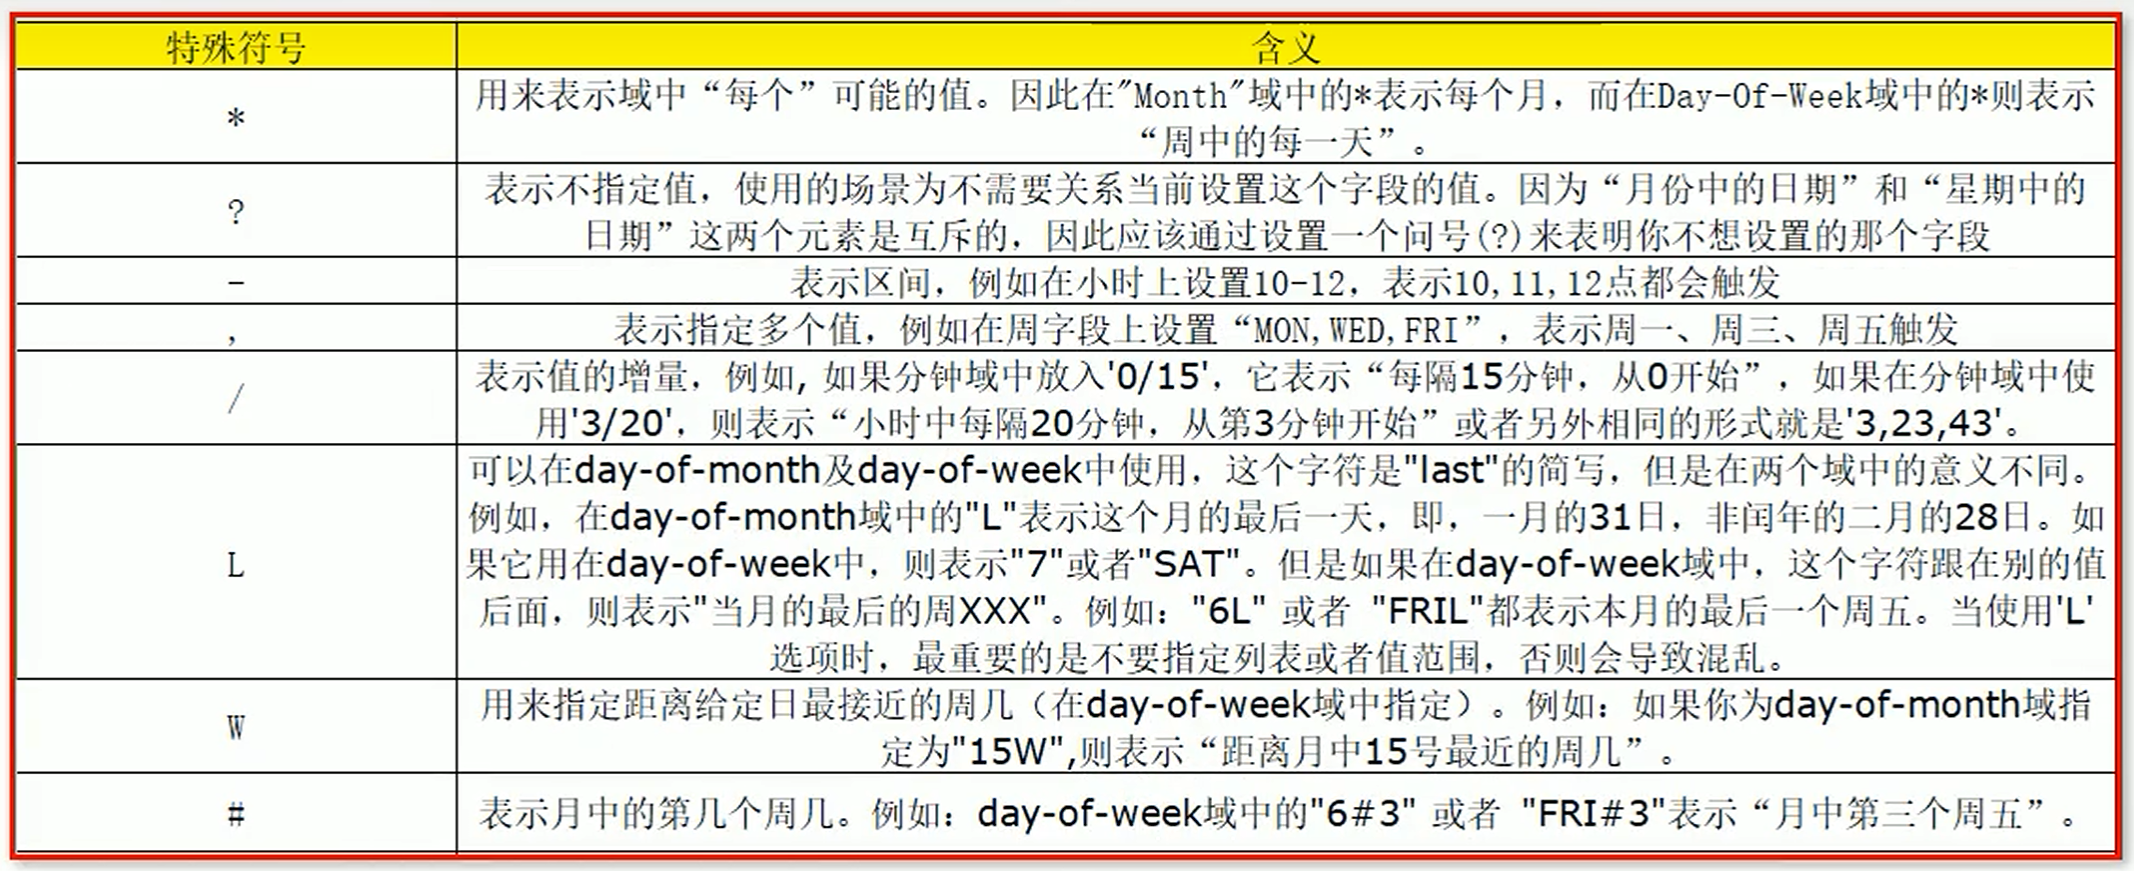 特殊符号
含义
*
用来表示域中“每个”可能的值。因此在"Month"域中的*表示每个月，而在Day-Of-Week域中的*则表示
“周中的每一天”。
?
表示不指定值，使用的场景为不需要关系当前设置这个字段的值。因为“月份中的日期”和“星期中的
日期”这两个元素是互斥的，因此应该通过设置一个问号(?)来表明你不想设置的那个字段
-
表示区间，例如在小时上设置10-12，表示10,11,12点都会触发
,
表示指定多个值，例如在周字段上设置“MON,WED,FRI”，表示周一、周三、周五触发
/
表示值的增量，例如, 如果分钟域中放入'0/15'，它表示“每隔15分钟，从0开始”，如果在分钟域中使
用'3/20'，则表示“小时中每隔20分钟，从第3分钟开始”或者另外相同的形式就是'3,23,43'。
L
可以在day-of-month及day-of-week中使用，这个字符是"last"的简写，但是在两个域中的意义不同。
例如，在day-of-month域中的"L"表示这个月的最后一天，即，一月的31日，非闰年的二月的28日。如
果它用在day-of-week中，则表示"7"或者"SAT"。但是如果在day-of-week域中，这个字符跟在别的值
后面，则表示"当月的最后的周XXX"。例如："6L" 或者 "FRIL"都表示本月的最后一个周五。当使用'L'
选项时，最重要的是不要指定列表或者值范围，否则会导致混乱。
W
用来指定距离给定日最接近的周几（在day-of-week域中指定）。例如：如果你为day-of-month域指
定为"15W",则表示“距离月中15号最近的周几”。
#
表示月中的第几个周几。例如：day-of-week域中的"6#3" 或者 "FRI#3"表示“月中第三个周五”。